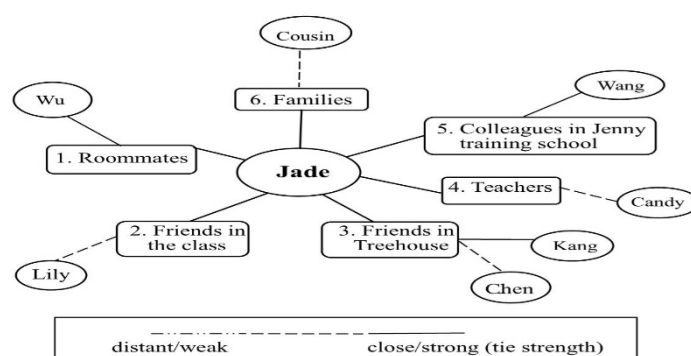 Cousin
Wu
6. Families
Wang
1. Roommates
5. Colleagues in Jenny
training school
Jade
4. Teachers
Candy
2. Friends in
the class
3. Friends in
Treehouse
Kang
Lily
Chen
distant/weak
close/strong (tie strength)